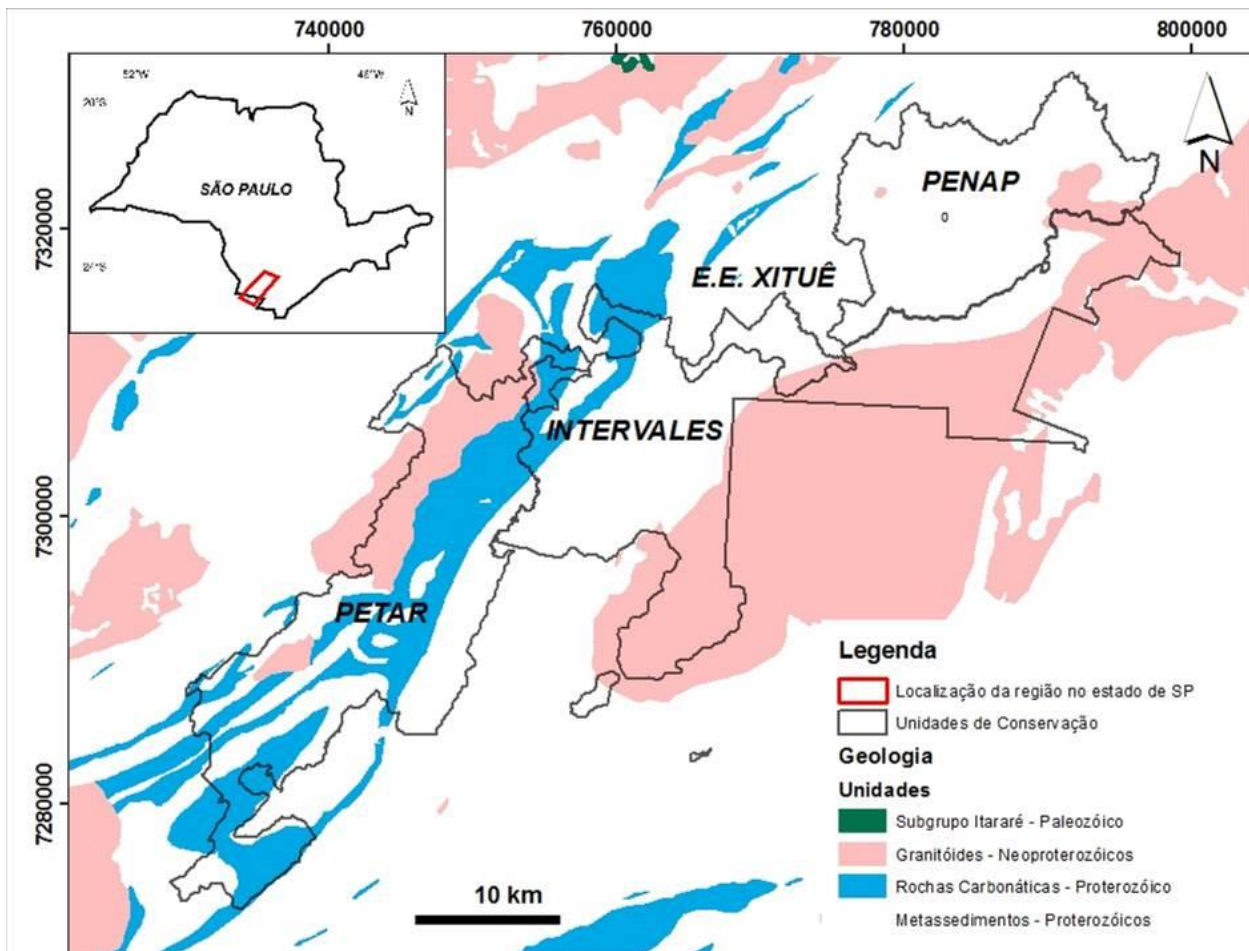 740000 760000 780000 800000
52°W 48°W
20°S
N
SÃO PAULO
24°S
N
PENAP
0
7320000
E.E. XITUÊ
INTERVALES
7300000
PETAR
7280000
10 km
Legenda
Localização da região no estado de SP
Unidades de Conservação
Geologia
Unidades
Subgrupo Itararé - Paleozóico
Granitóides - Neoproterozóicos
Rochas Carbonáticas - Proterozóico
Metassedimentos - Proterozóicos